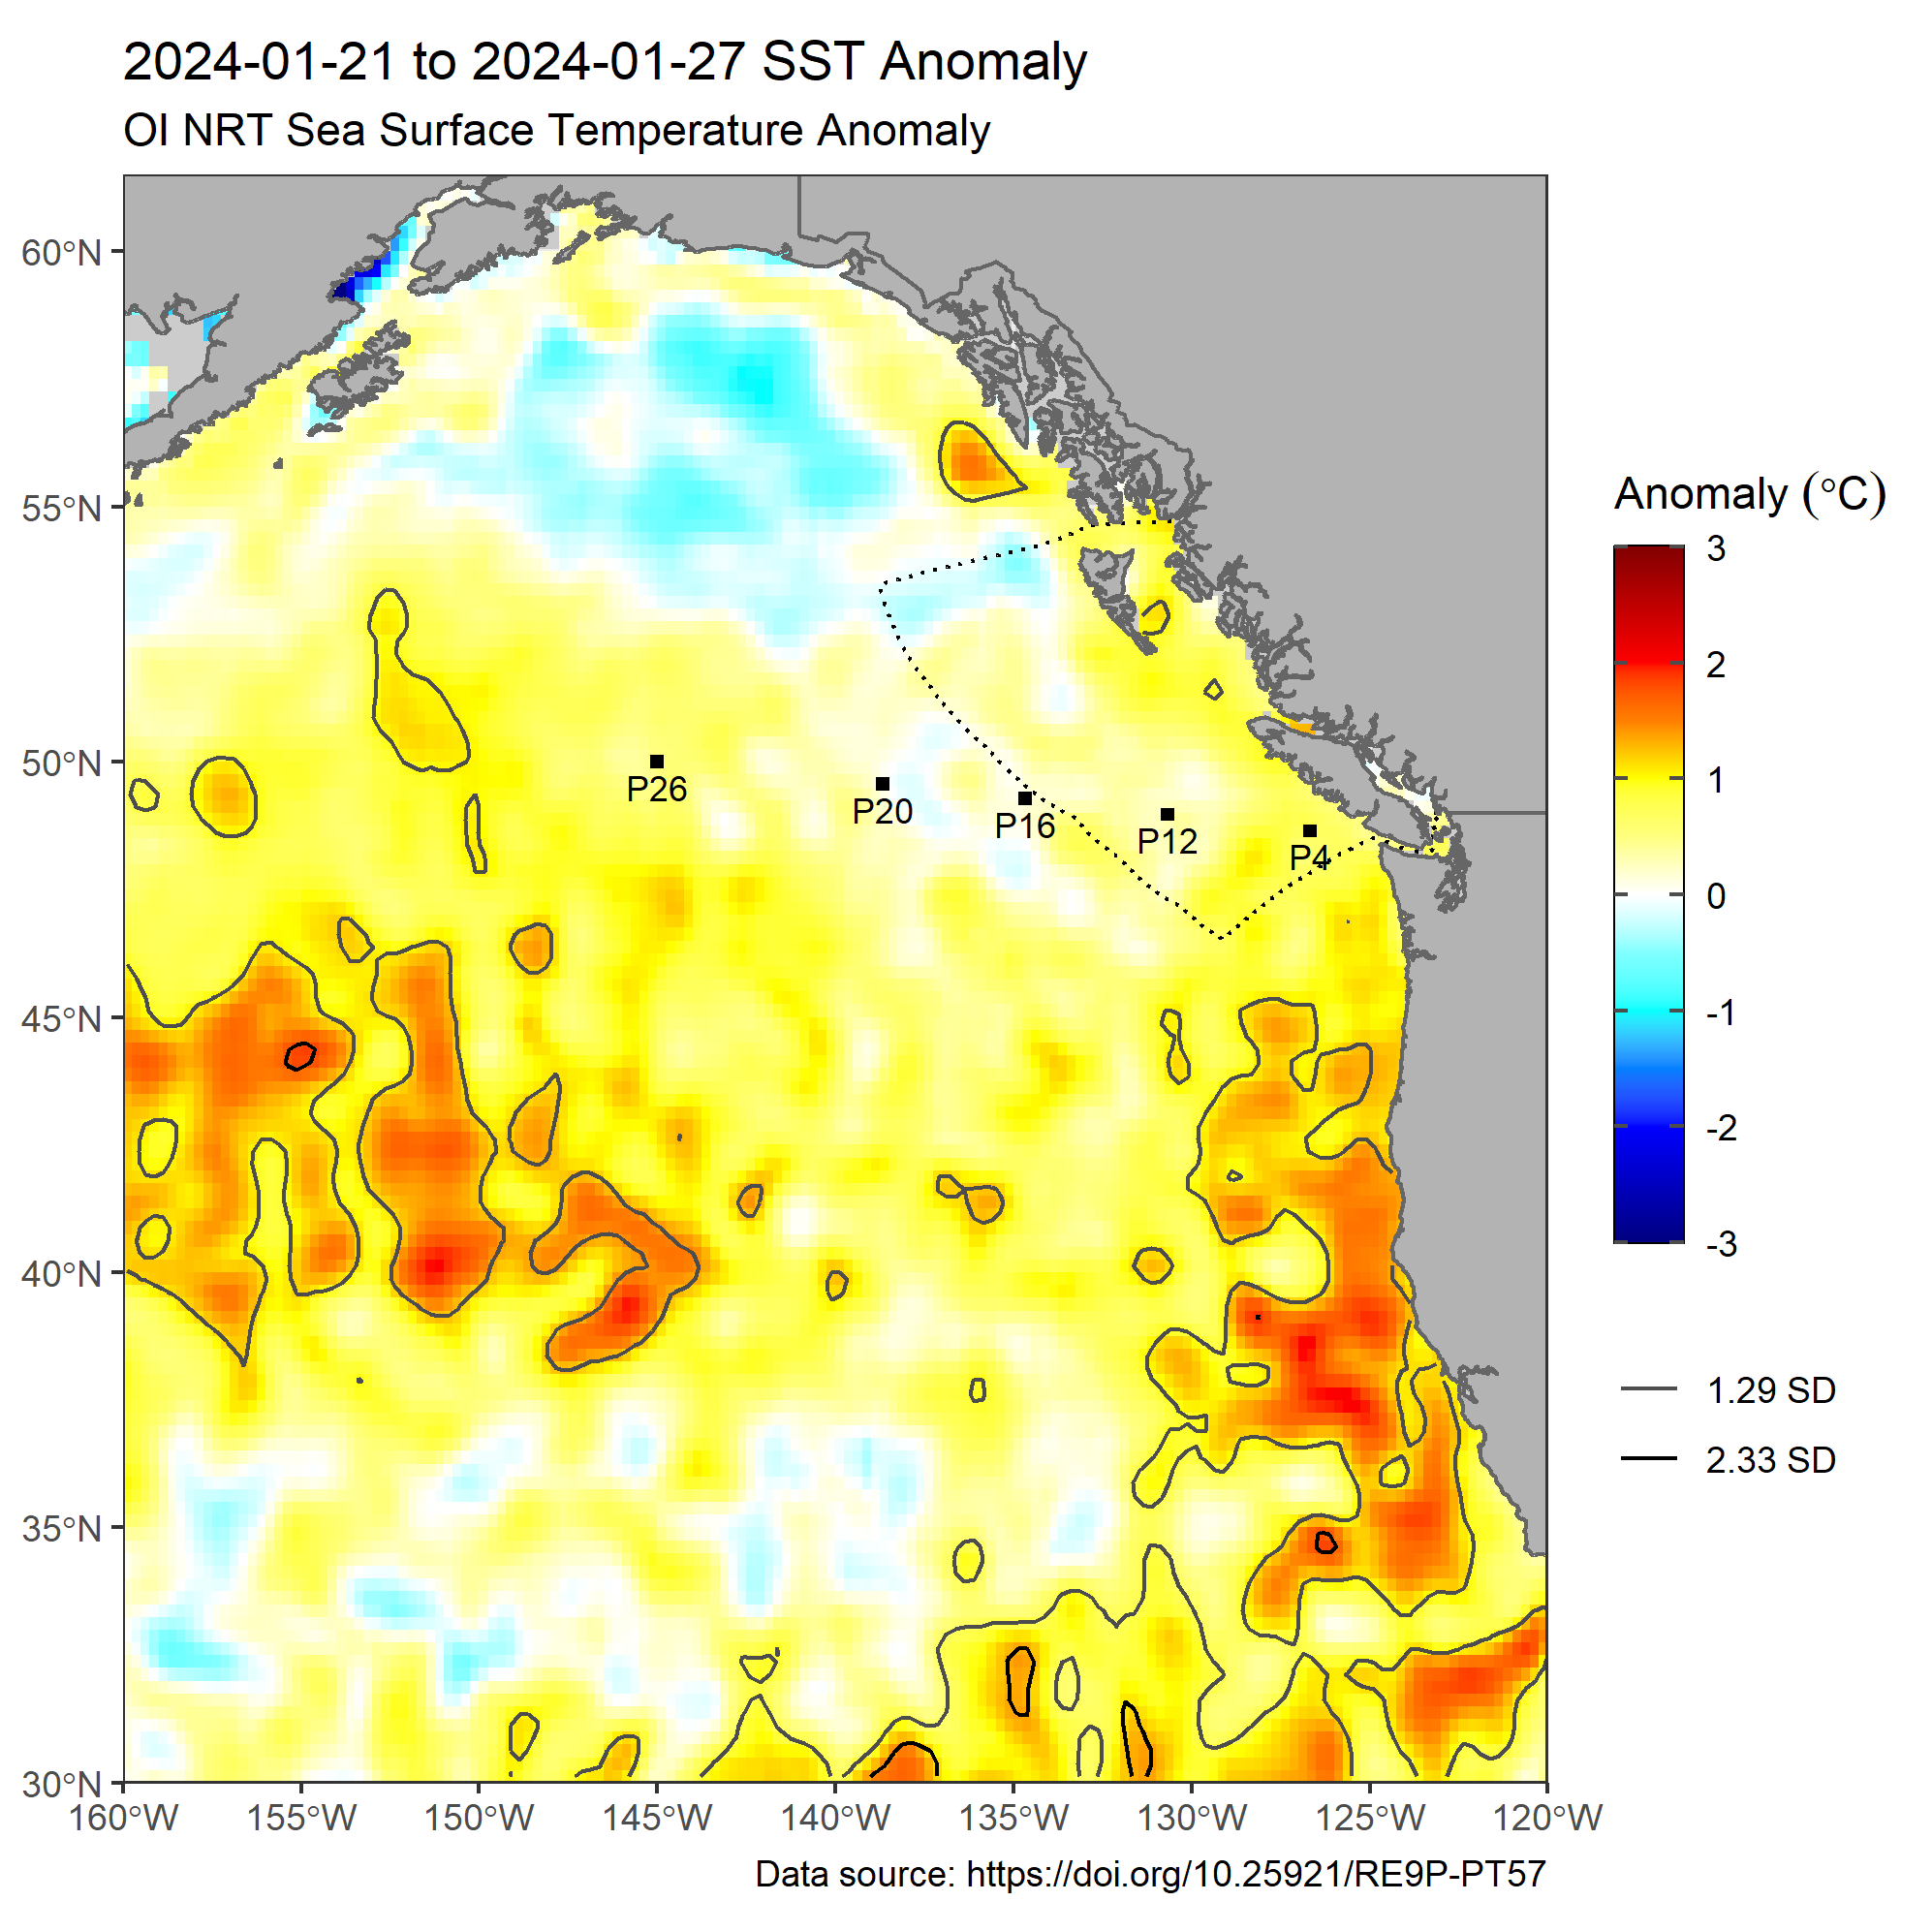 2024-01-21 to 2024-01-27 SST Anomaly
OI NRT Sea Surface Temperature Anomaly
60°N
55°N
50°N
45°N
40°N
35°N
30°N
P26
P20
P16
P12
P4
160°W
155°W
150°W
145°W
140°W
135°W
130°W
125°W
120°W
Anomaly (°C)
3
2
1
0
-1
-2
-3
1.29 SD
2.33 SD
Data source: https://doi.org/10.25921/RE9P-PT57